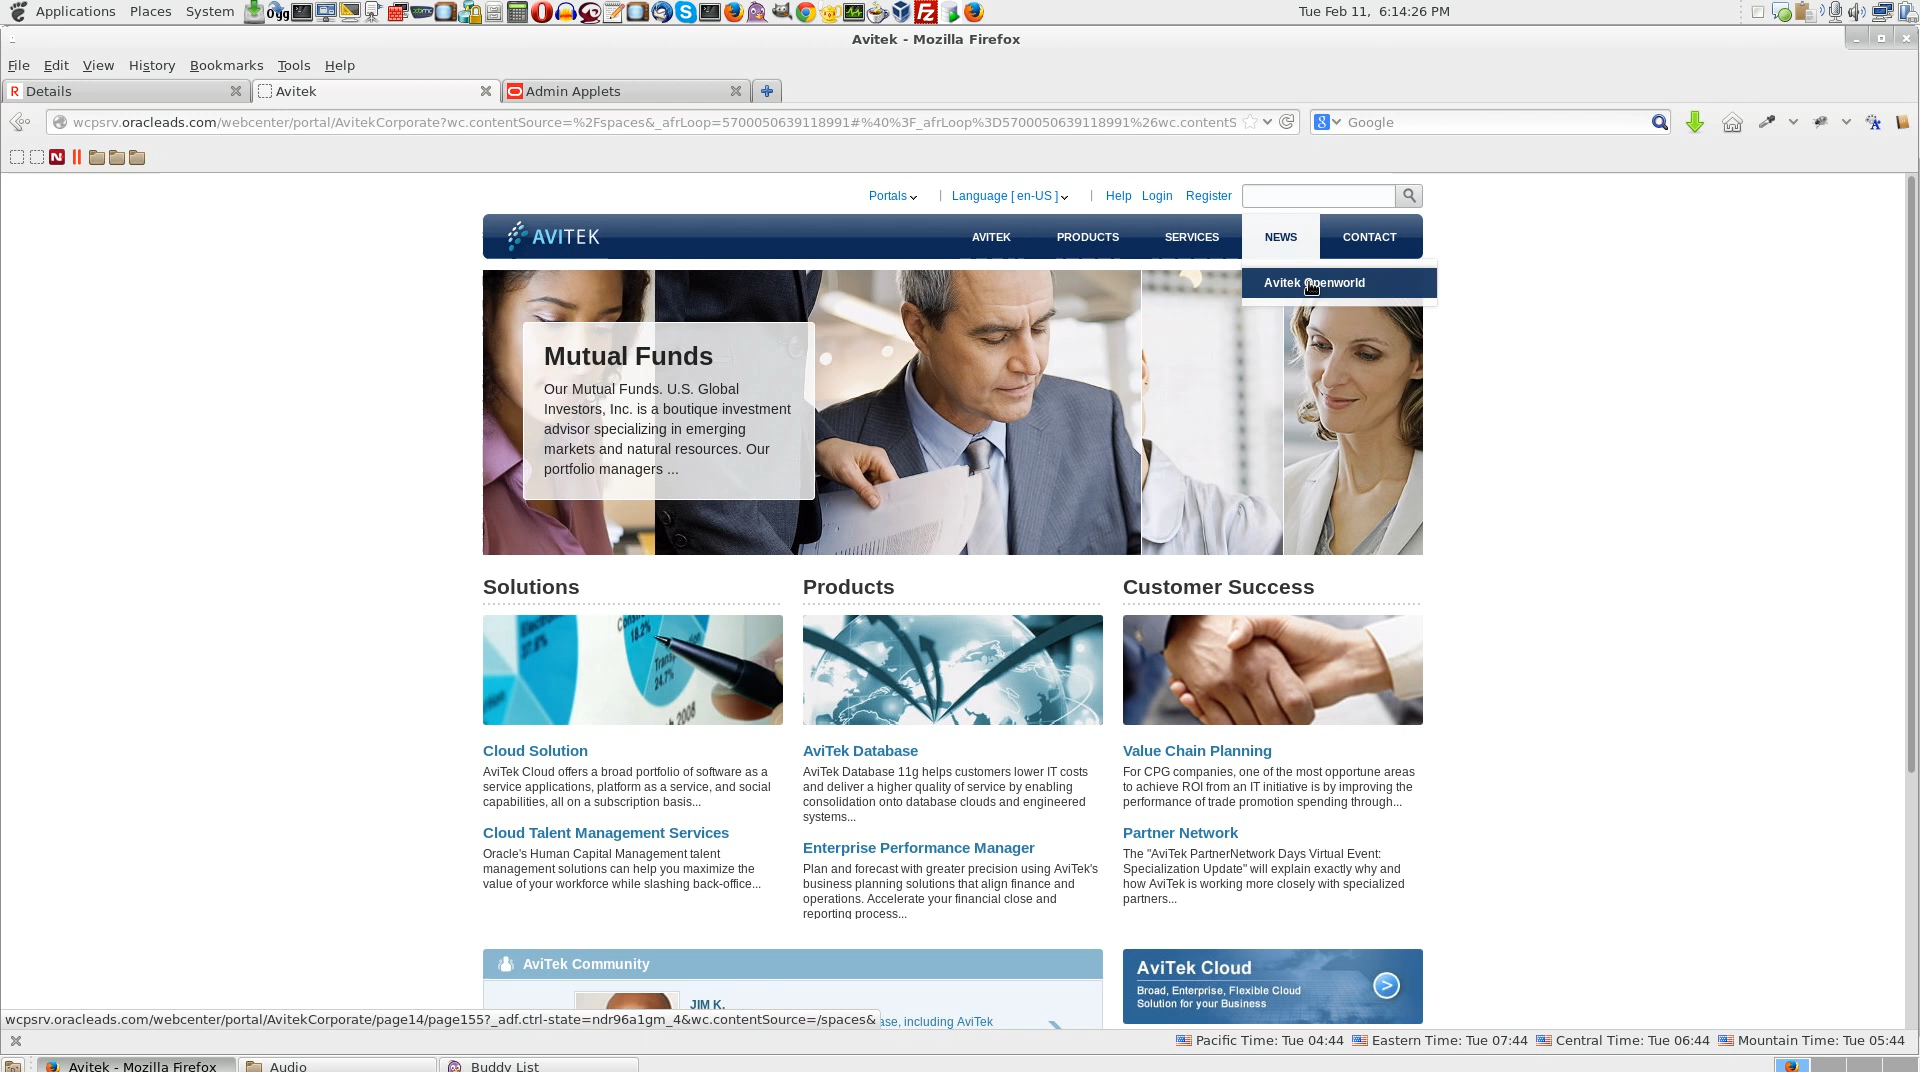 Applications Places System
Tue Feb 11, 6:14:26 PM
Avitek - Mozilla Firefox
File Edit View History Bookmarks Tools Help
Details
Avitek
Admin Applets
wcpsrv.oracleads.com/webcenter/portal/AvitekCorporate?wc.contentSource=%2Fspaces&_afrLoop=5700050639118991#%40%3F_afrLoop%3D5700050639118991%26wc.contentS
Google
Portals | Language [ en-US ] | Help Login Register
AVITEK
AVITEK PRODUCTS SERVICES NEWS CONTACT
Avitek Openworld
Mutual Funds
Our Mutual Funds. U.S. Global
Investors, Inc. is a boutique investment
advisor specializing in emerging
markets and natural resources. Our
portfolio managers ...
Solutions
18.2%
24.7%
2008
Cloud Solution
AviTek Cloud offers a broad portfolio of software as a
service applications, platform as a service, and social
capabilities, all on a subscription basis...
Cloud Talent Management Services
Oracle's Human Capital Management talent
management solutions can help you maximize the
value of your workforce while slashing back-office...
Products
AviTek Database
AviTek Database 11g helps customers lower IT costs
and deliver a higher quality of service by enabling
consolidation onto database clouds and engineered
systems...
Enterprise Performance Manager
Plan and forecast with greater precision using AviTek's
business planning solutions that align finance and
operations. Accelerate your financial close and
reporting process...
Customer Success
Value Chain Planning
For CPG companies, one of the most opportune areas
to achieve ROI from an IT initiative is by improving the
performance of trade promotion spending through...
Partner Network
The "AviTek PartnerNetwork Days Virtual Event:
Specialization Update" will explain exactly why and
how AviTek is working more closely with specialized
partners...
AviTek Community
JIM K.
ase, including AviTek
AviTek Cloud
Broad, Enterprise, Flexible Cloud
Solution for your Business
wcpsrv.oracleads.com/webcenter/portal/AvitekCorporate/page14/page155?_adf.ctrl-state=ndr96a1gm_4&wc.contentSource=/spaces&
Pacific Time: Tue 04:44 Eastern Time: Tue 07:44 Central Time: Tue 06:44 Mountain Time: Tue 05:44
Avitek - Mozilla Firefox
Audio
Buddy List